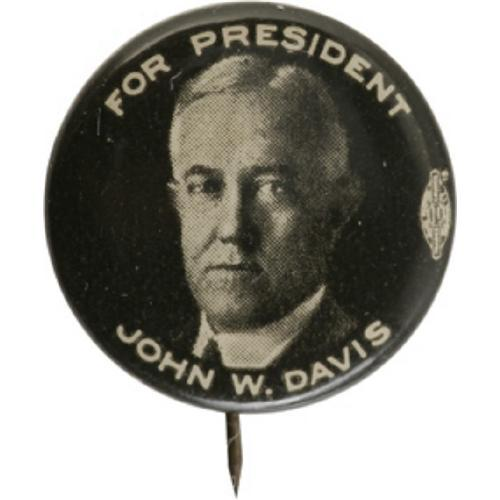 FOR PRESIDENT
JOHN W. DAVIS